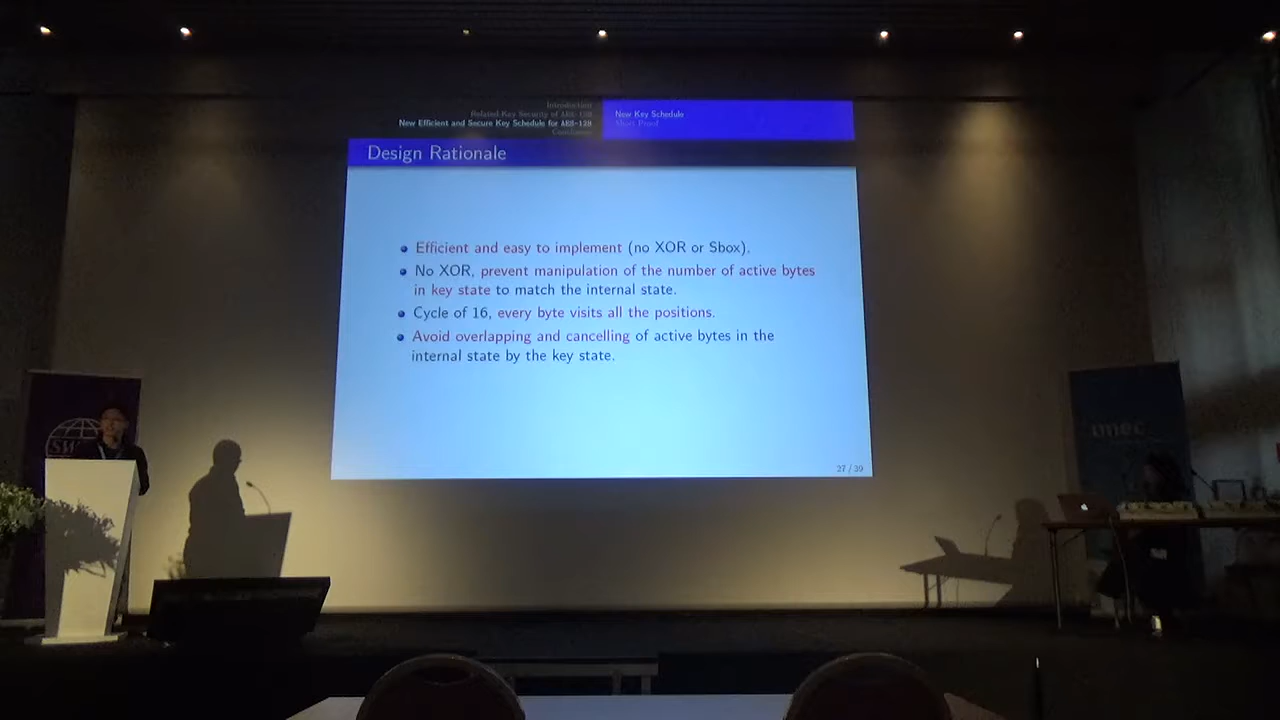 Introduction
Related Key Security of AES-128
New Efficient and Secure Key Schedule for AES-128
Conclusion
New Key Schedule
Short Proof
Design Rationale
Efficient and easy to implement (no XOR or Sbox).
No XOR, prevent manipulation of the number of active bytes
in key state to match the internal state.
Cycle of 16, every byte visits all the positions.
Avoid overlapping and cancelling of active bytes in the
internal state by the key state.
27 / 39
imec